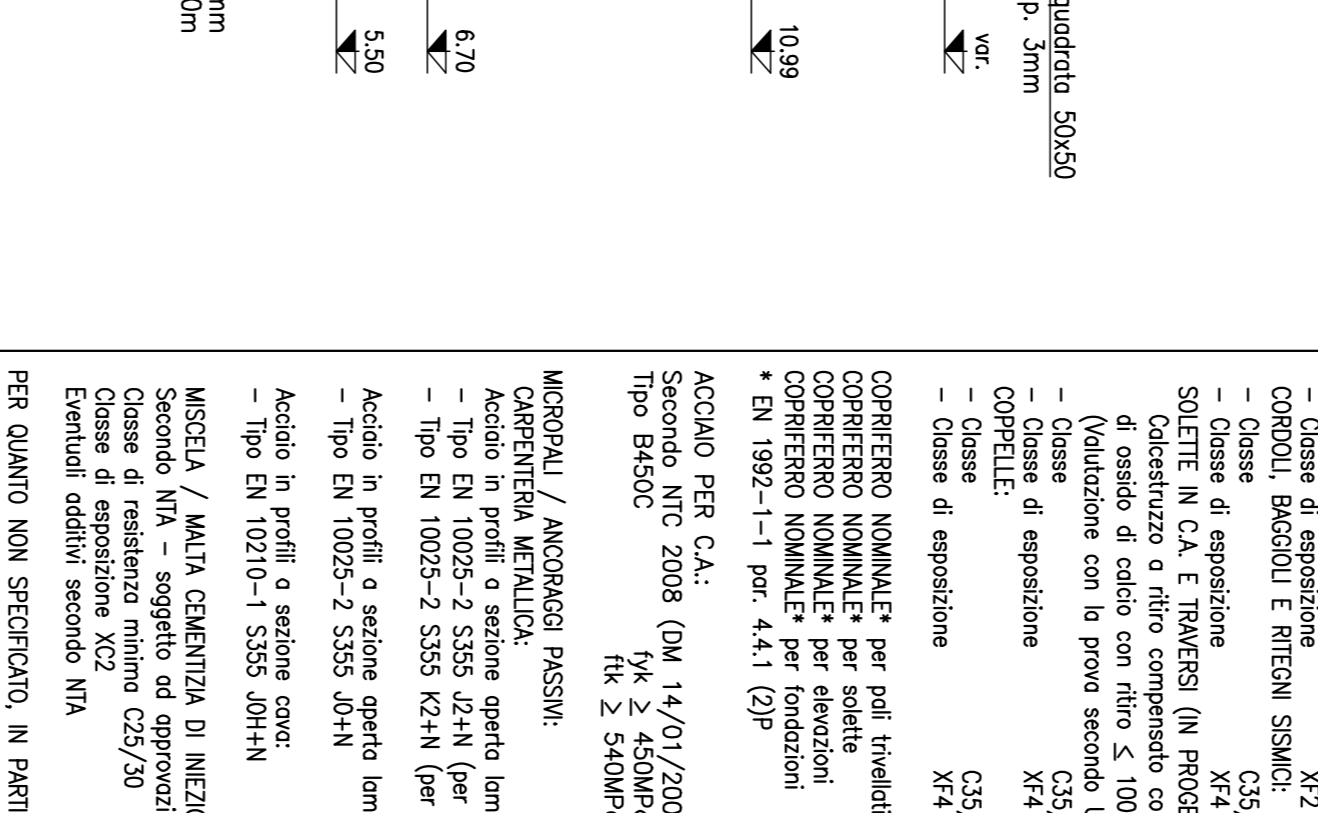 – Classe di esposizione XF2
CORDOLI, BAGGIOLI E RITEGNI SISMICI:
– Classe C35/
– Classe di esposizione XF4
SOLETTE IN C.A. E TRAVERSI (IN PROGE
Calcestruzzo a ritiro compensato co
di ossido di calcio con ritiro ≤ 100
(Valutazione con la prova secondo U
– Classe C35/
– Classe di esposizione XF4
COPPELLE:
– Classe C35/
– Classe di esposizione XF4
COPRIFERRO NOMINALE* per pali trivellati
COPRIFERRO NOMINALE* per solette
COPRIFERRO NOMINALE* per elevazioni
COPRIFERRO NOMINALE* per fondazioni
* EN 1992–1–1 par. 4.4.1 (2)P
ACCIAIO PER C.A.:
Secondo NTC 2008 (DM 14/01/200
Tipo B450C fyk ≥ 450MPa
ftk ≥ 540MPa
MICROPALI / ANCORAGGI PASSIVI:
CARPENTERIA METALLICA:
Acciaio in profili a sezione aperta lam
– Tipo EN 10025–2 S355 J2+N (per
– Tipo EN 10025–2 S355 K2+N (per
Acciaio in profili a sezione aperta lam
– Tipo EN 10025–2 S355 J0+N
Acciaio in profili a sezione cava:
– Tipo EN 10210–1 S355 J0H+N
MISCELA / MALTA CEMENTIZIA DI INIEZIO
Secondo NTA – soggetto ad approvazi
Classe di resistenza minima C25/30
Classe di esposizione XC2
Eventuali additivi secondo NTA
PER QUANTO NON SPECIFICATO, IN PARTI
quadrata 50x50
p. 3mm
var.
10.99
6.70
5.50
mm
0m